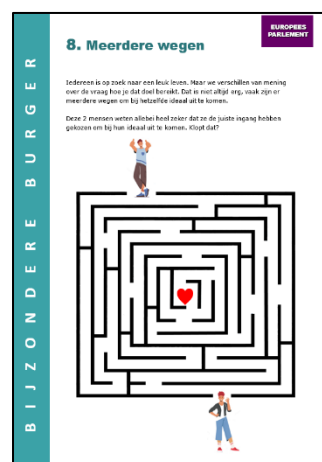 EUROPEES
PARLEMENT
8. Meerdere wegen
Iedereen is op zoek naar een leuk leven. Maar we verschillen van mening
over de vraag hoe je dat doel bereikt. Dat is niet altijd erg, vaak zijn er
meerdere wegen om bij hetzelfde ideaal uit te komen.
Deze 2 mensen weten allebei heel zeker dat ze de juiste ingang hebben
gekozen om bij hun ideaal uit te komen. Klopt dat?
BIJZONDERE BURGER